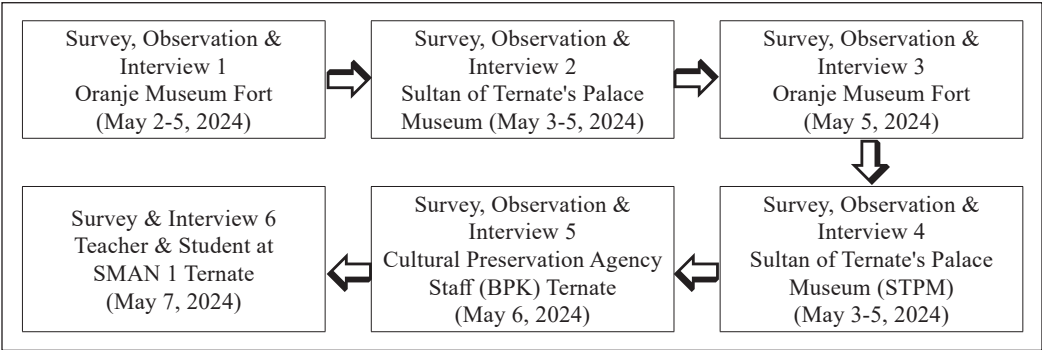 Survey, Observation &
Interview 1
Oranje Museum Fort
(May 2-5, 2024)
Survey, Observation &
Interview 2
Sultan of Ternate's Palace
Museum (May 3-5, 2024)
Survey, Observation &
Interview 3
Oranje Museum Fort
(May 5, 2024)
Survey, Observation &
Interview 4
Sultan of Ternate's Palace
Museum (STPM)
(May 3-5, 2024)
Survey, Observation &
Interview 5
Cultural Preservation Agency
Staff (BPK) Ternate
(May 6, 2024)
Survey & Interview 6
Teacher & Student at
SMAN 1 Ternate
(May 7, 2024)